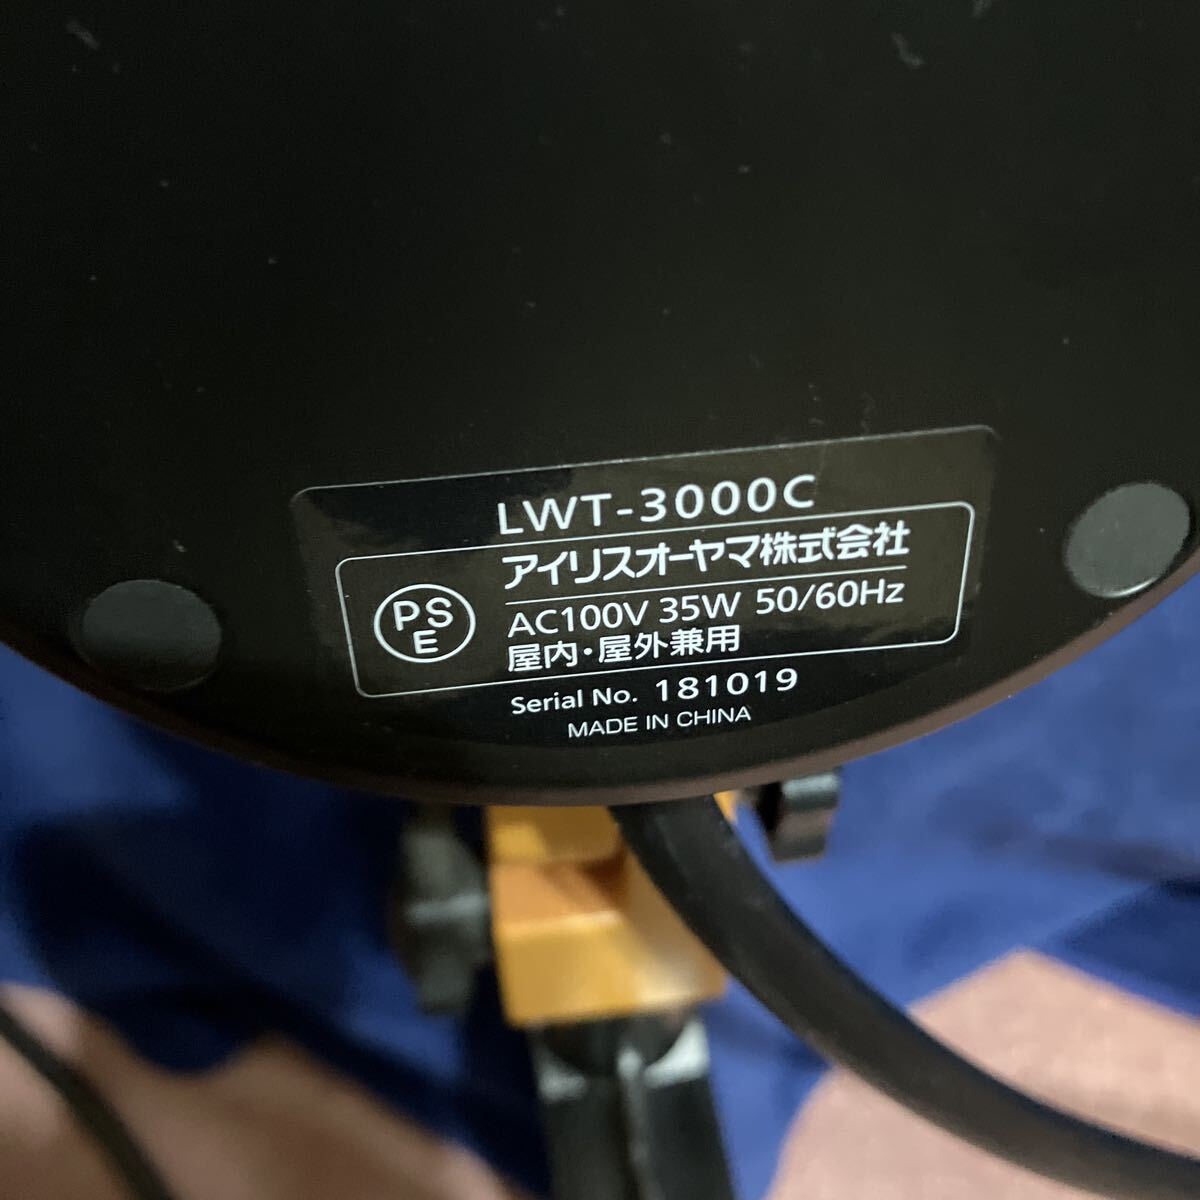 LWT-3000C
アイリスオーヤマ株式会社
PS
E
AC100V 35W 50/60Hz
屋内・屋外兼用
Serial No. 181019
MADE IN CHINA